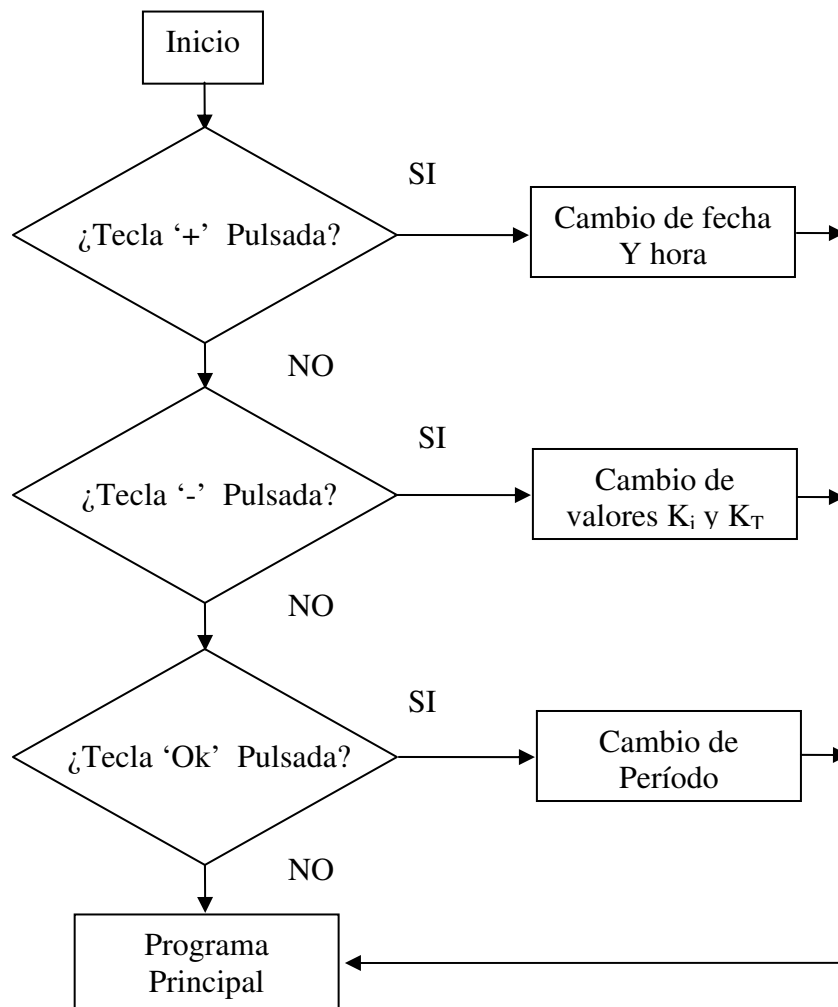 Inicio
SI
¿Tecla ‘+’ Pulsada?
Cambio de fecha
Y hora
NO
SI
¿Tecla ‘-’ Pulsada?
Cambio de
valores Ki y KT
NO
SI
¿Tecla ‘Ok’ Pulsada?
Cambio de
Período
NO
Programa
Principal